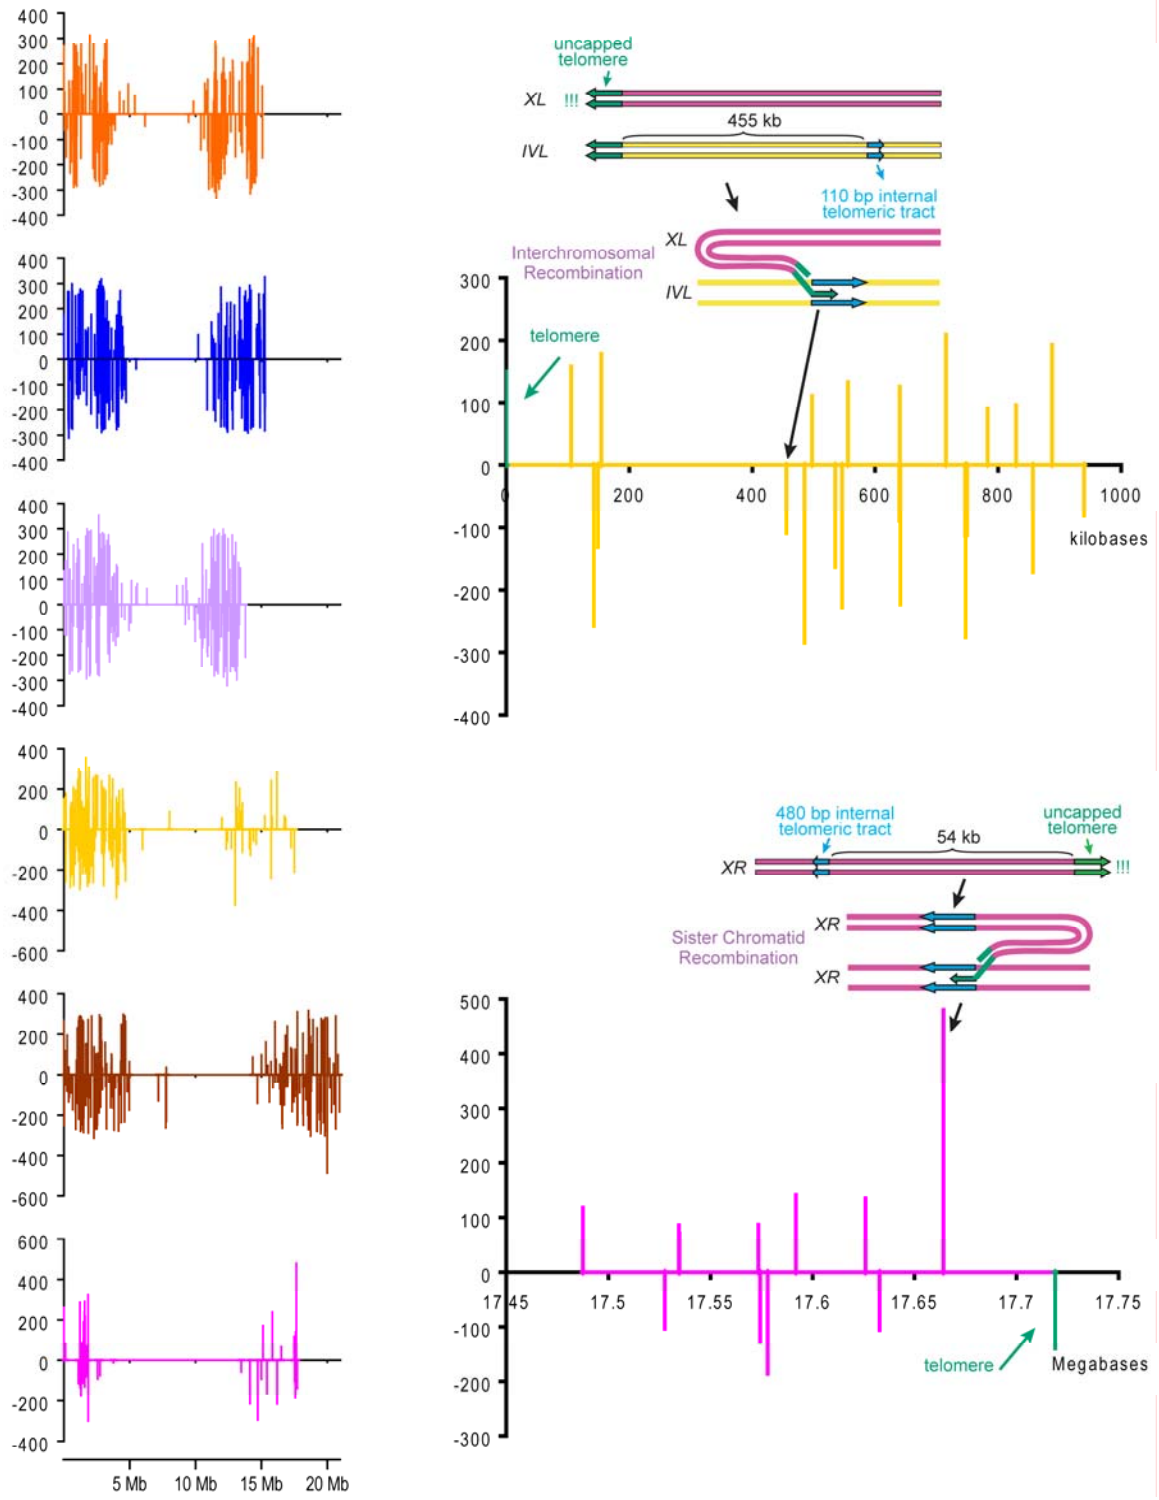 400
300
200
100
0
-100
-200
-300
-400
400
300
200
100
0
-100
-200
-300
-400
400
300
200
100
0
-100
-200
-300
-400
400
200
0
-200
-400
-600
400
200
0
-200
-400
-600
600
400
200
0
-200
-400
5 Mb 10 Mb 15 Mb 20 Mb
uncapped
telomere
XL !!!
455 kb
IVL
110 bp internal
telomeric tract
XL
Interchromosomal
Recombination
IVL
telomere
300
200
100
0
-100
-200
-300
-400
0 200 400 600 800 1000
kilobases
480 bp internal
telomeric tract
uncapped
telomere
54 kb
XR !!!
XR
Sister Chromatid
Recombination
XR
500
400
300
200
100
0
-100
-200
-300
17.45 17.5 17.55 17.6 17.65 17.7 17.75
telomere
Megabases